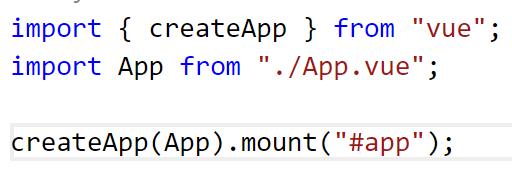 import { createApp } from "vue";
import App from "./App.vue";

createApp(App).mount("#app");